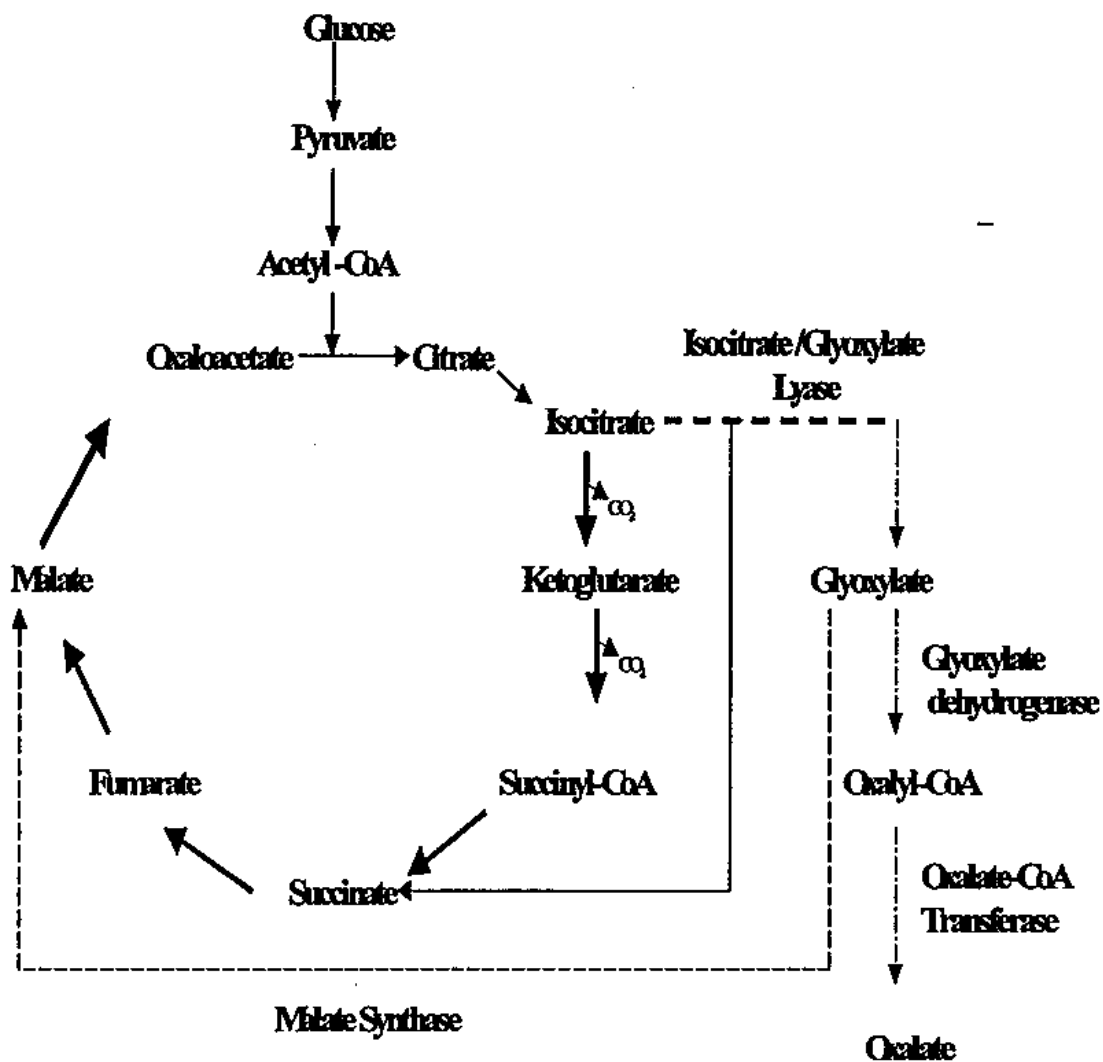 Glucose
Pyruvate
Acetyl-CoA
Oxaloacetate
Citrate
Isocitrate/Glyoxylate
Lyase
Isocitrate
CO₂
Malate
Ketoglutarate
Glyoxylate
CO₂
Glyoxylate
dehydrogenase
Fumarate
Succinyl-CoA
Oxalyl-CoA
Succinate
Oxalate-CoA
Transferase
Malate Synthase
Oxalate